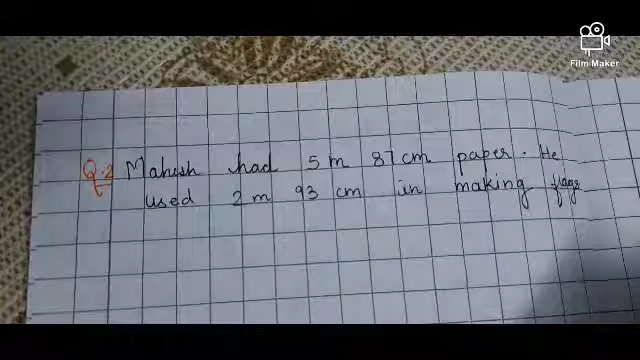 Film Maker
Q.2 Mahesh had 5 m 87 cm paper. He
used 2 m 93 cm in making flags